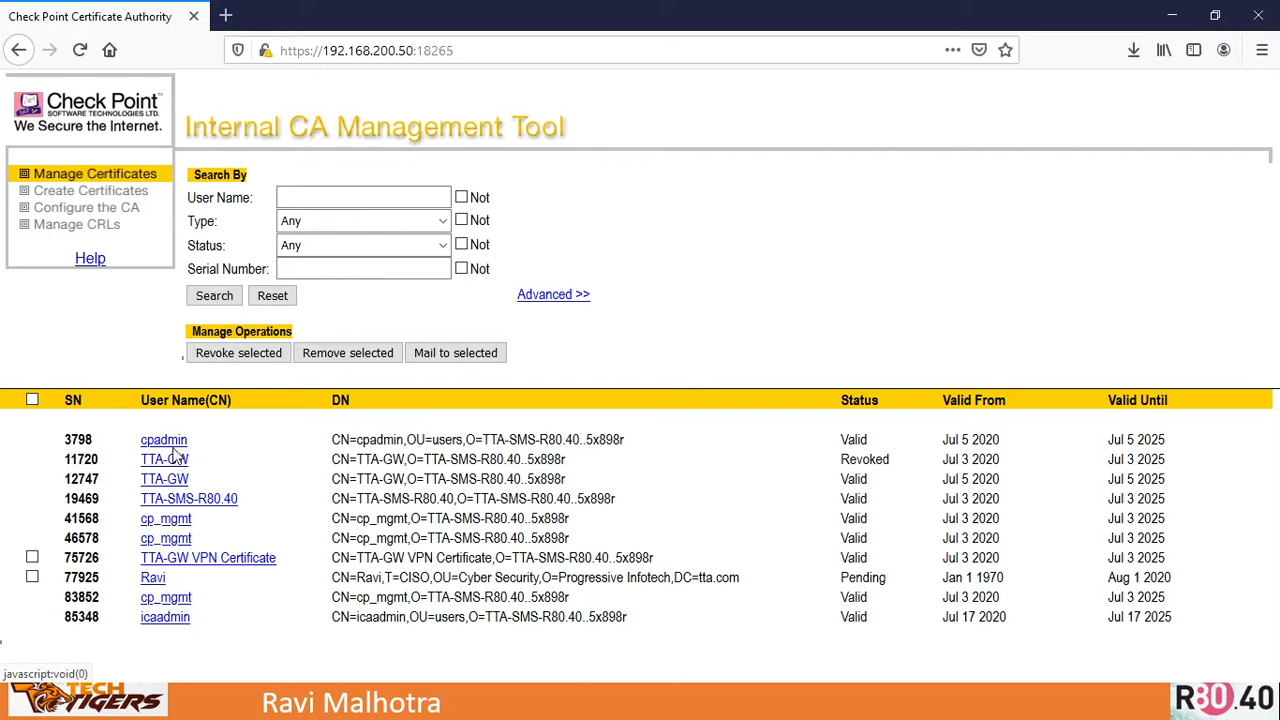 Check Point Certificate Authority
https://192.168.200.50:18265
Check Point
SOFTWARE TECHNOLOGIES LTD.
We Secure the Internet.
Internal CA Management Tool
Manage Certificates
Create Certificates
Configure the CA
Manage CRLs
Help
Search By
User Name: Not
Type: Any Not
Status: Any Not
Serial Number: Not
Search Reset Advanced >>
Manage Operations
Revoke selected Remove selected Mail to selected
SN User Name(CN) DN Status Valid From Valid Until
3798 cpadmin CN=cpadmin,OU=users,O=TTA-SMS-R80.40..5x898r Valid Jul 5 2020 Jul 5 2025
11720 TTA-GW CN=TTA-GW,O=TTA-SMS-R80.40..5x898r Revoked Jul 3 2020 Jul 3 2025
12747 TTA-GW CN=TTA-GW,O=TTA-SMS-R80.40..5x898r Valid Jul 3 2020 Jul 3 2025
19469 TTA-SMS-R80.40 CN=TTA-SMS-R80.40,O=TTA-SMS-R80.40..5x898r Valid Jul 3 2020 Jul 3 2025
41568 cp_mgmt CN=cp_mgmt,O=TTA-SMS-R80.40..5x898r Valid Jul 3 2020 Jul 3 2025
46578 cp_mgmt CN=cp_mgmt,O=TTA-SMS-R80.40..5x898r Valid Jul 3 2020 Jul 3 2025
75726 TTA-GW VPN Certificate CN=TTA-GW VPN Certificate,O=TTA-SMS-R80.40..5x898r Valid Jul 3 2020 Jul 3 2025
77925 Ravi CN=Ravi,T=CISO,OU=Cyber Security,O=Progressive Infotech,DC=tta.com Pending Jan 1 1970 Aug 1 2020
83852 cp_mgmt CN=cp_mgmt,O=TTA-SMS-R80.40..5x898r Valid Jul 3 2020 Jul 3 2025
85348 icaadmin CN=icaadmin,OU=users,O=TTA-SMS-R80.40..5x898r Valid Jul 17 2020 Jul 17 2025
javascript:void(0)
TECH
TIGERS
Ravi Malhotra
R80.40